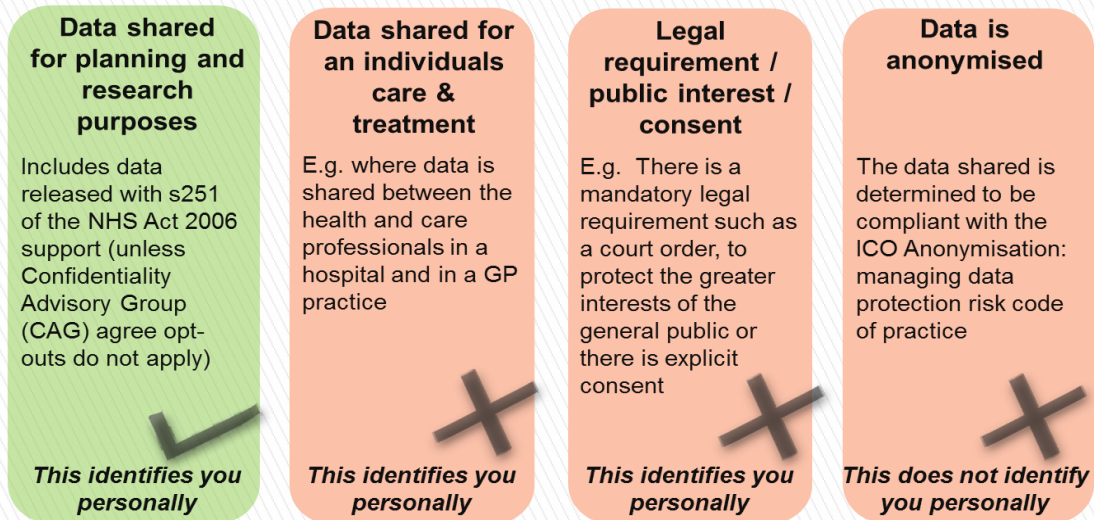 Data shared
for planning and
research
purposes
Includes data
released with s251
of the NHS Act 2006
support (unless
Confidentiality
Advisory Group
(CAG) agree opt-
outs do not apply)
This identifies you
personally
Data shared for
an individuals
care &
treatment
E.g. where data is
shared between the
health and care
professionals in a
hospital and in a GP
practice
This identifies you
personally
Legal
requirement /
public interest /
consent
E.g. There is a
mandatory legal
requirement such as
a court order, to
protect the greater
interests of the
general public or
there is explicit
consent
This identifies you
personally
Data is
anonymised
The data shared is
determined to be
compliant with the
ICO Anonymisation:
managing data
protection risk code
of practice
This does not identify
you personally